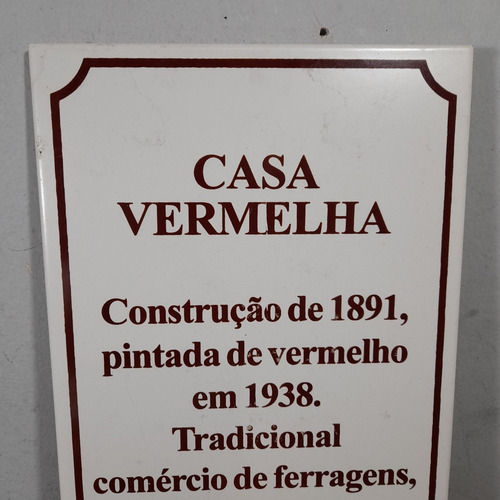 CASA
VERMELHA
Construção de 1891,
pintada de vermelho
em 1938.
Tradicional
comércio de ferragens,